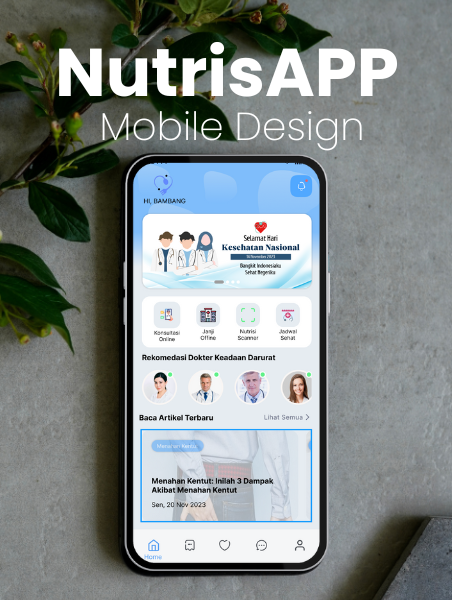 NutrisAPP
Mobile Design
HI, BAMBANG
Selamat Hari
Kesehatan Nasional
Bangkit Indonesiaku
Sehat Negeriku
Konsultasi
Online
Janji
Offline
Nutrisi
Scannor
Jadwal
Sehat
Rekomedasi Dokter Keadaan Darurat
Baca Artikel Terbaru
Lihat Semua
Menahan Kentut
Menahan Kentut: Inilah 3 Dampak
Akibat Menahan Kentut
Sen, 20 Nov 2023
Home